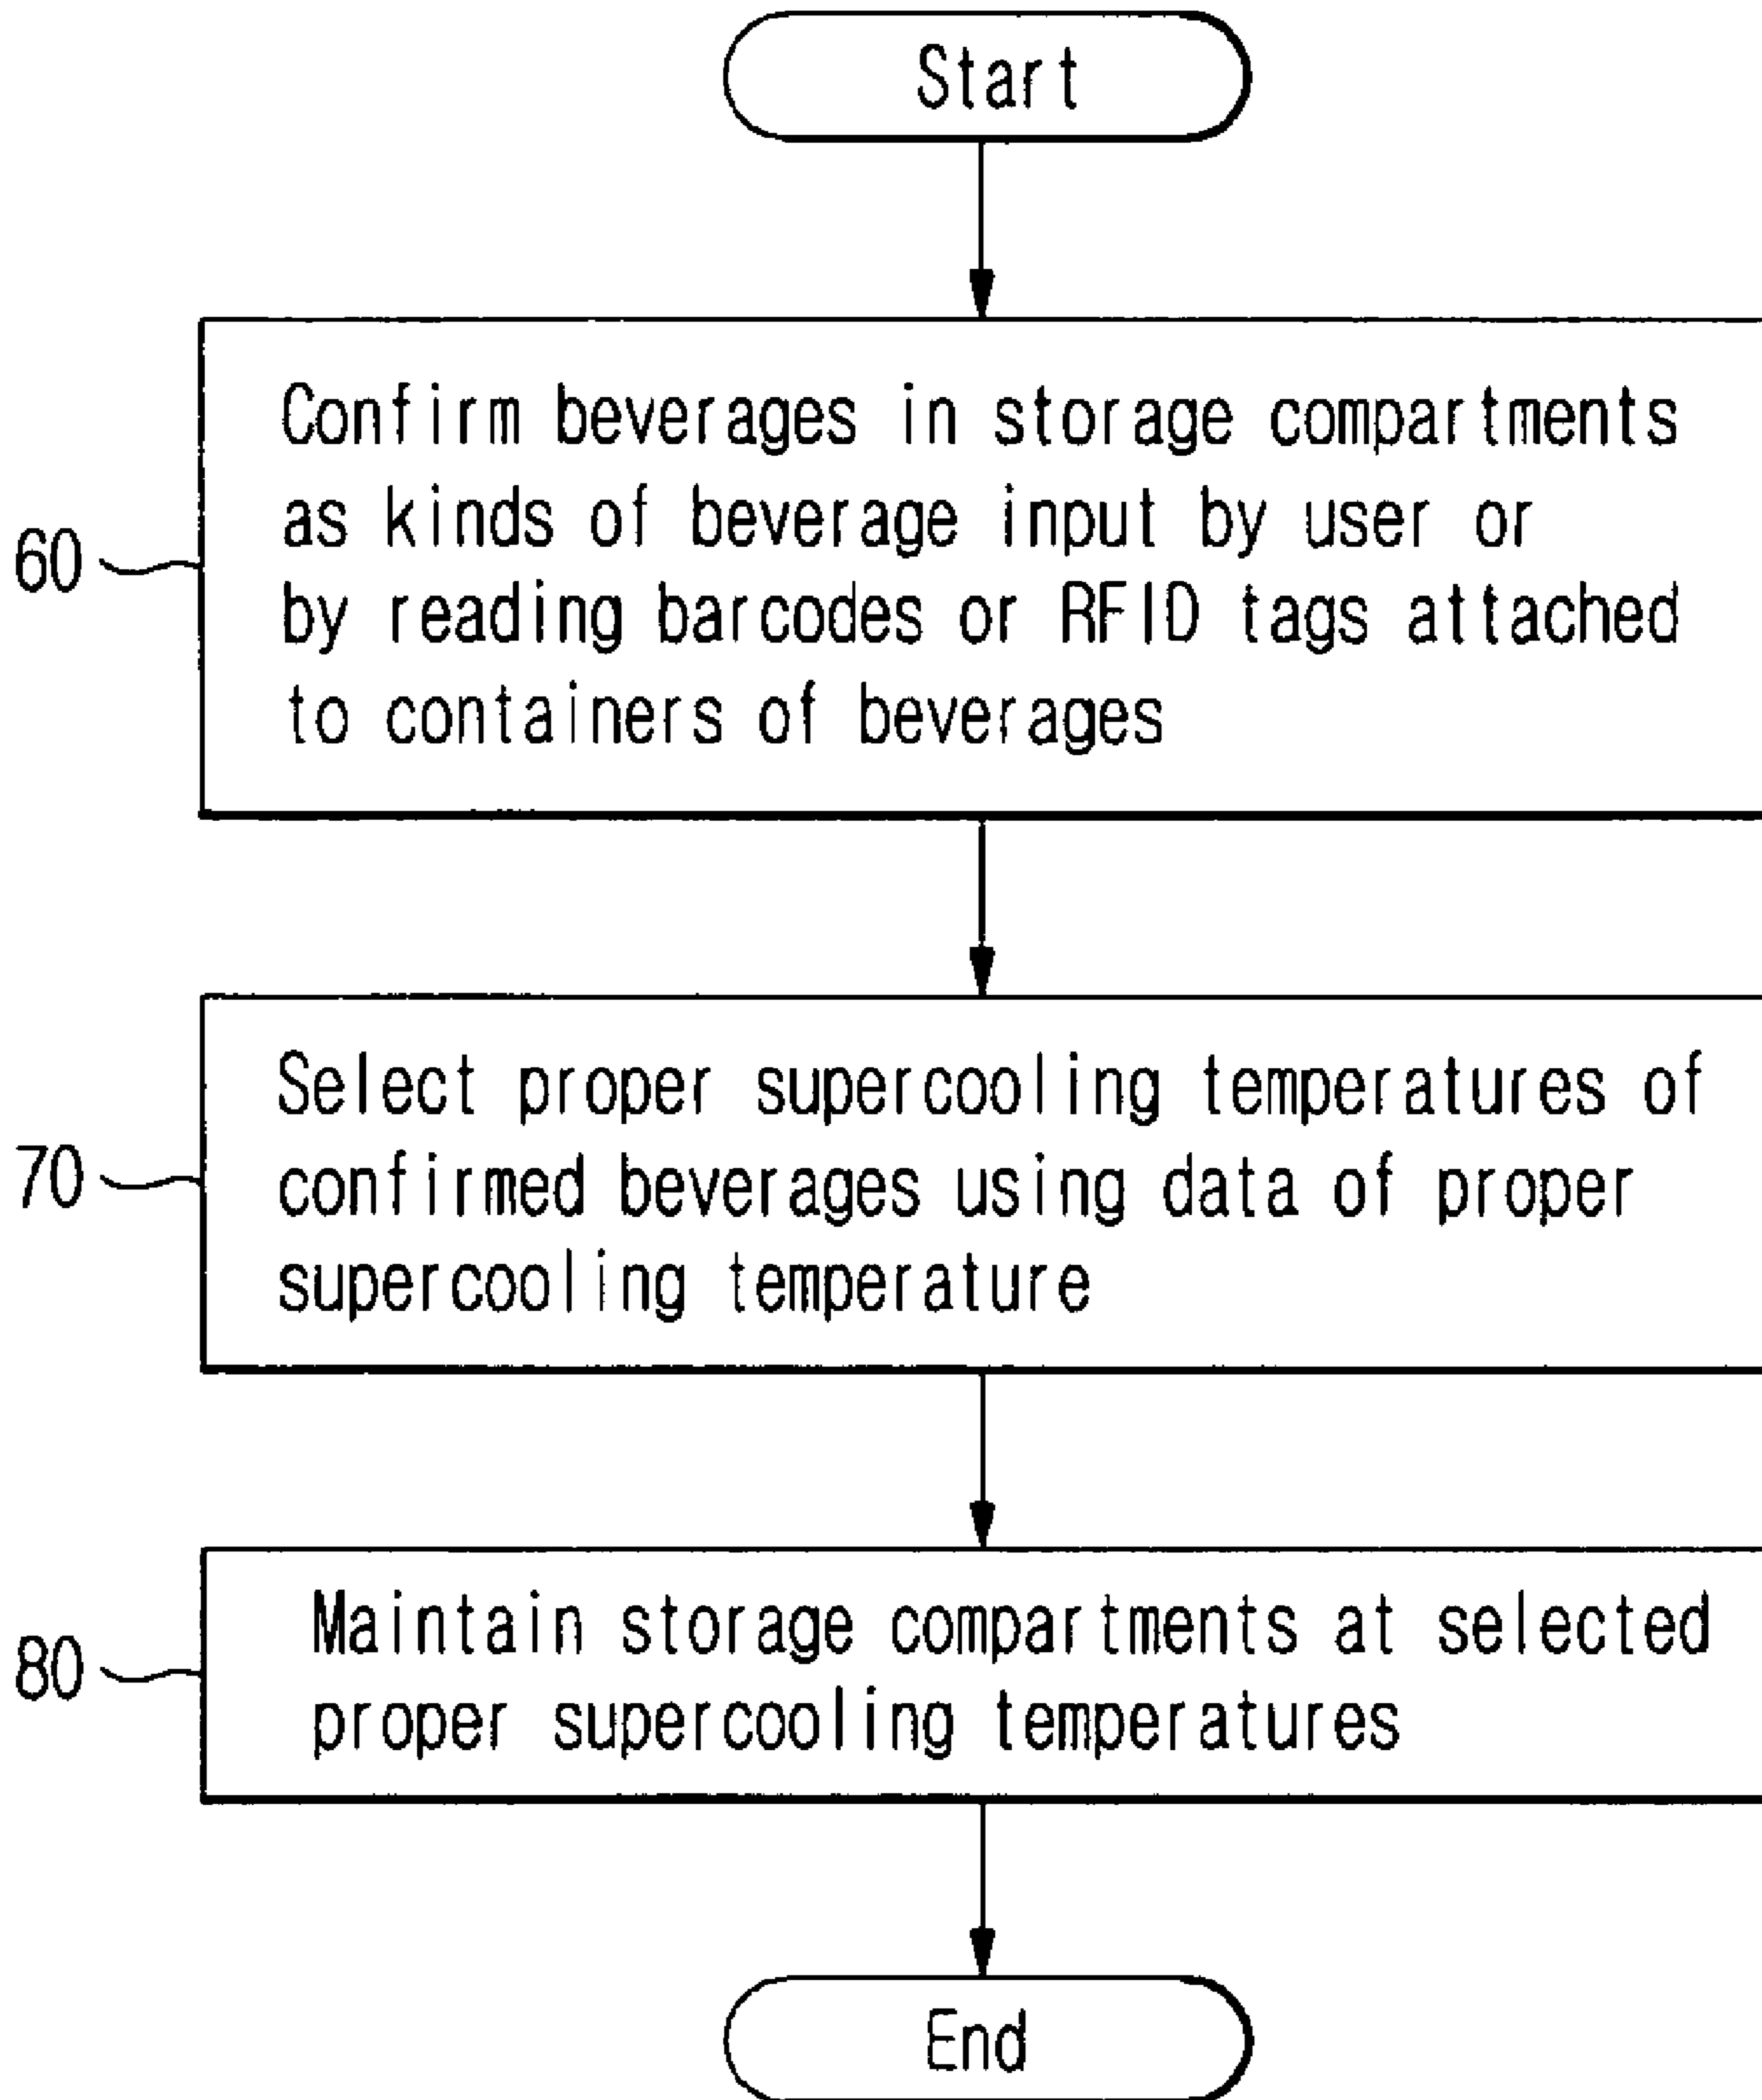 Start
Confirm beverages in storage compartments
as kinds of beverage input by user or
60
by reading barcodes or RFID tags attached
to containers of beverages
Select proper supercooling temperatures of
70
confirmed beverages using data of proper
supercooling temperature
Maintain storage compartments at selected
80
proper supercooling temperatures
End